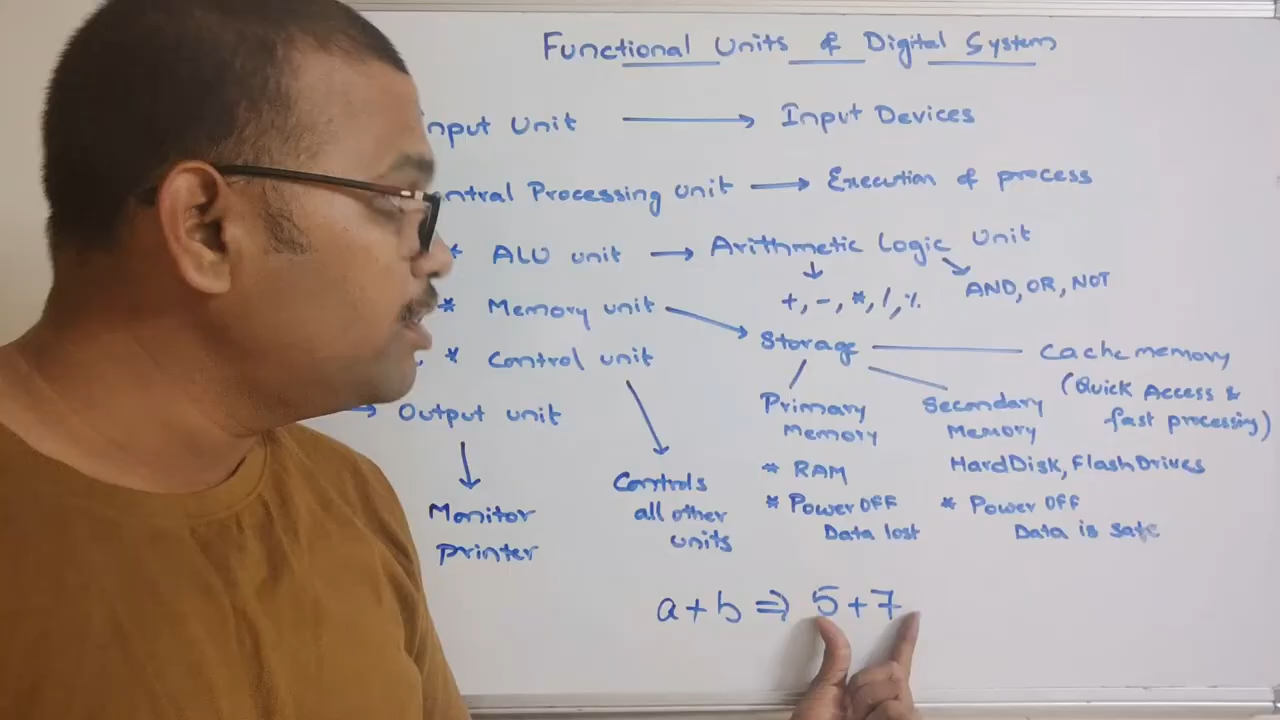 Functional Units of Digital System
nput Unit → Input Devices
entral Processing unit → Execution of process
* ALU unit → Arithmetic Logic Unit
+, -, *, /, % AND, OR, NOT
* Memory unit → Storage — Cache memory
(Quick Access &
fast processing)
* Control unit
Controls
all other
units
Primary
Memory
* RAM
* Power OFF
Data lost
Secondary
Memory
HardDisk, FlashDrives
* Power OFF
Data is safe
→ Output unit
Monitor
printer
a+b ⇒ 5+7